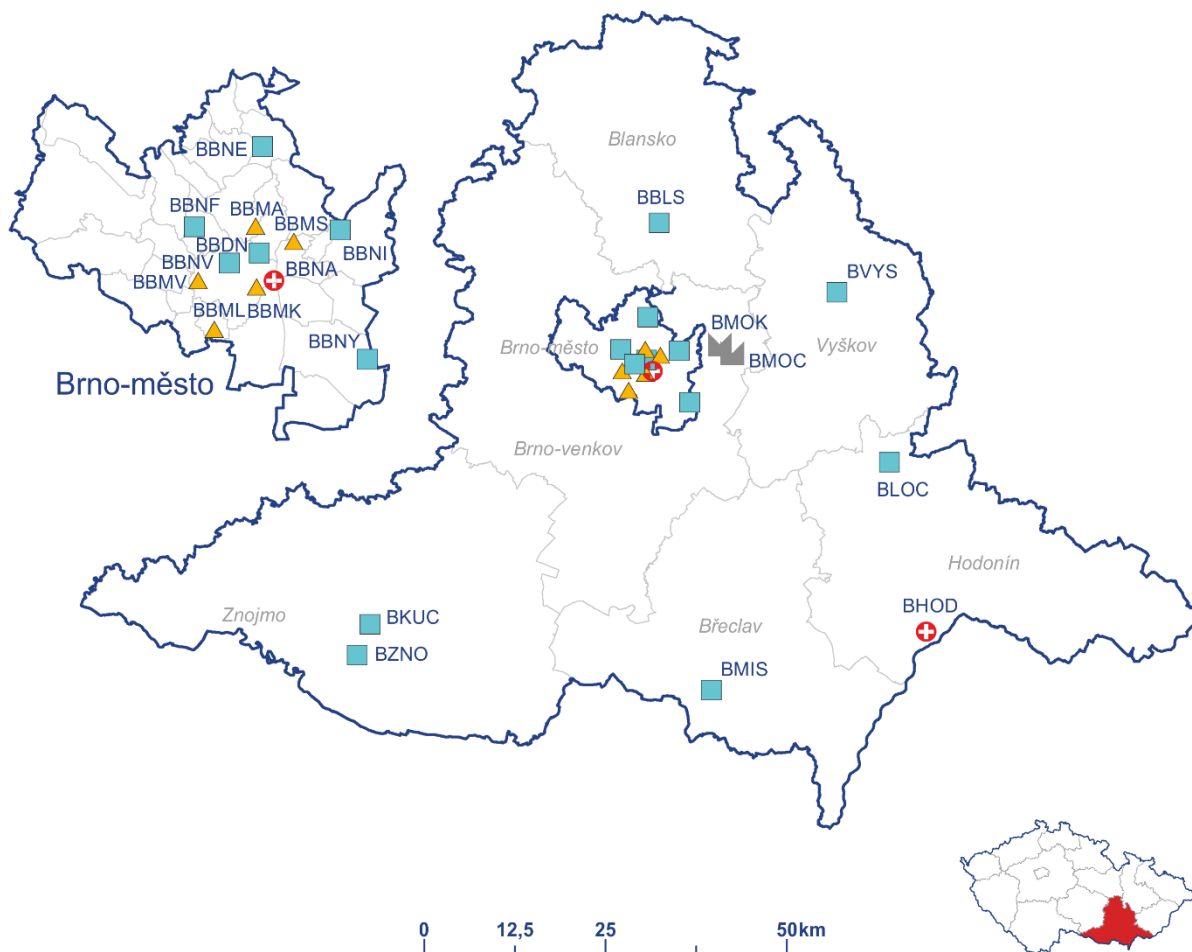 BBNE
BBNF
BBMA
BBMS
BBDN
BBNI
BBNV
BBNA
BBMV
BBML
BBMK
BBNY
Brno-město
Blansko
BBLS
BVYS
BMOK
Brno-město
BMOC
Vyškov
Brno-venkov
BLOC
Hodonín
BHOD
Znojmo
BKUC
Břeclav
BZNO
BMIS
0 12,5 25 50km